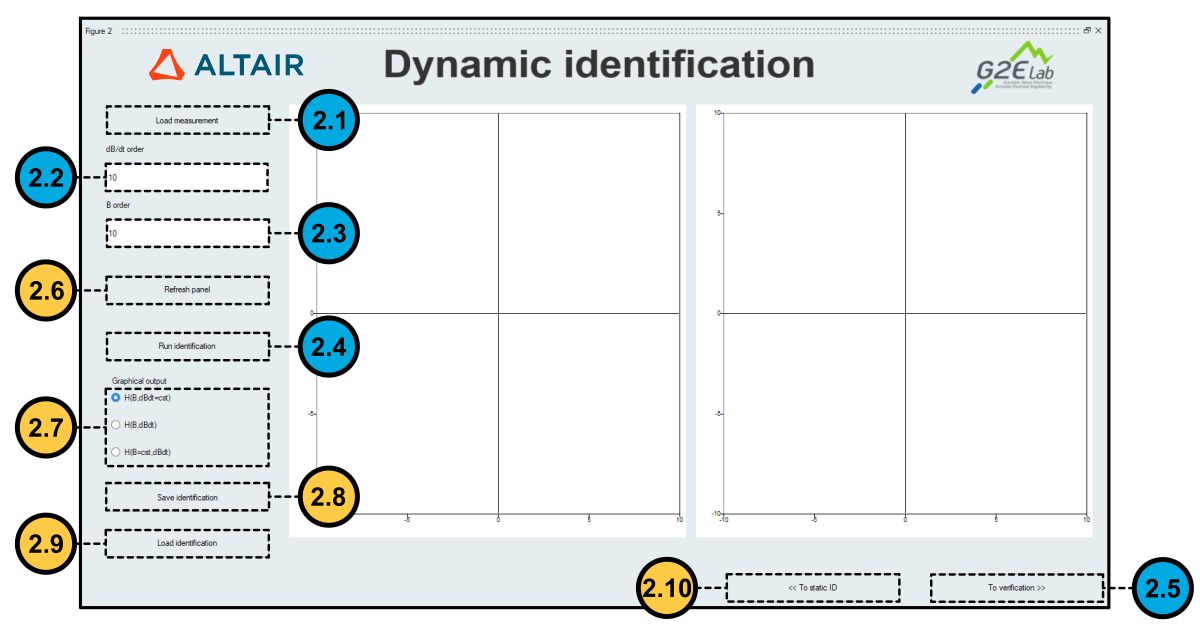 Figure 2
ALTAIR
Dynamic identification
G2Elab
Load measurement
2.1
dB/dt order
2.2
10
B order
10
2.3
2.6
Refresh panel
Run identification
2.4
Graphical output
H(B,dBdt=cst)
2.7
H(B,dBdt)
H(B=cst,dBdt)
Save identification
2.8
2.9
Load identification
0
-5
-5
0
5
10
10
5
0
-5
-10
-10
-5
0
5
10
2.10
<< To static ID
To verification >>
2.5